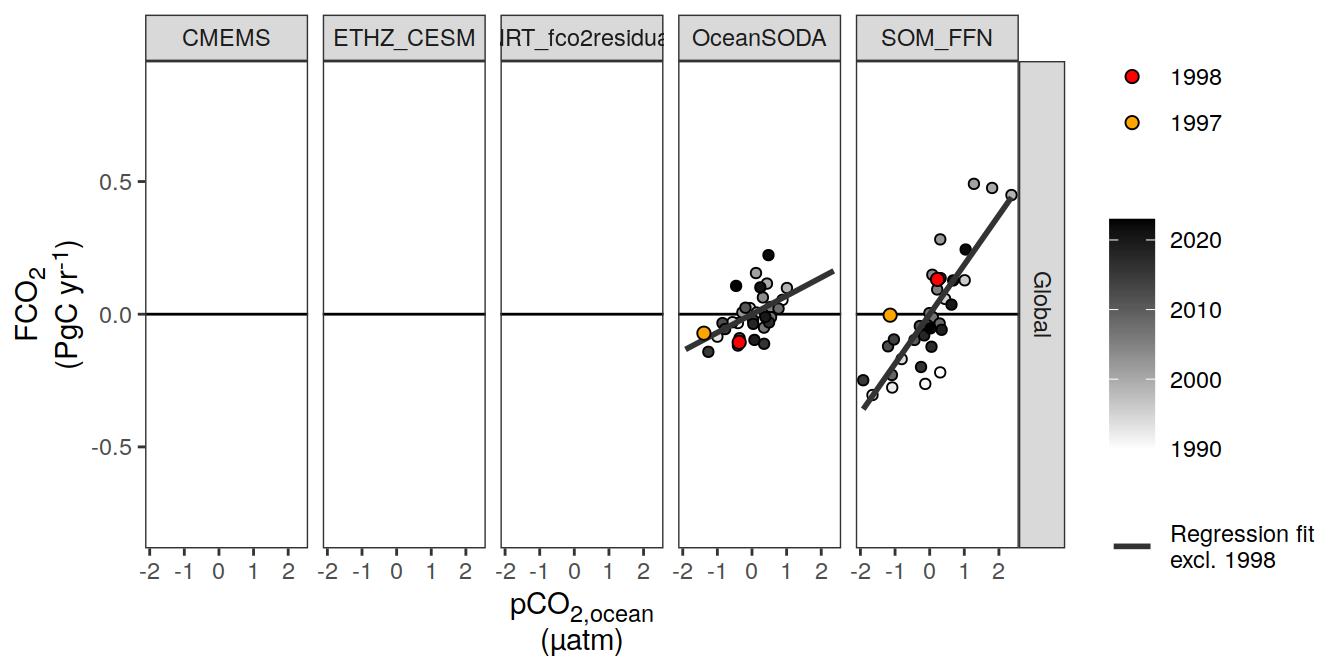 CMEMS ETHZ_CESM NRT_fco2residua OceanSODA SOM_FFN
1998
1997
0.5
0.0
-0.5
FCO2
(PgC yr-1)
Global
2020
2010
2000
1990
Regression fit
excl. 1998
-2 -1 0 1 2 -2 -1 0 1 2 -2 -1 0 1 2 -2 -1 0 1 2 -2 -1 0 1 2
pCO2,ocean
(µatm)